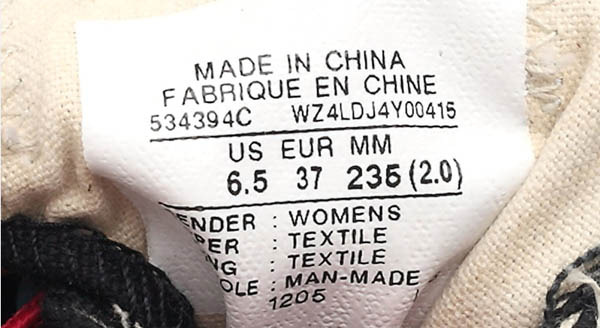 MADE IN CHINA
FABRIQUE EN CHINE
534394C WZ4LDJ4Y00415
US EUR MM
6.5 37 235 (2.0)
ENDER : WOMENS
PER : TEXTILE
NG : TEXTILE
OLE : MAN-MADE
1205